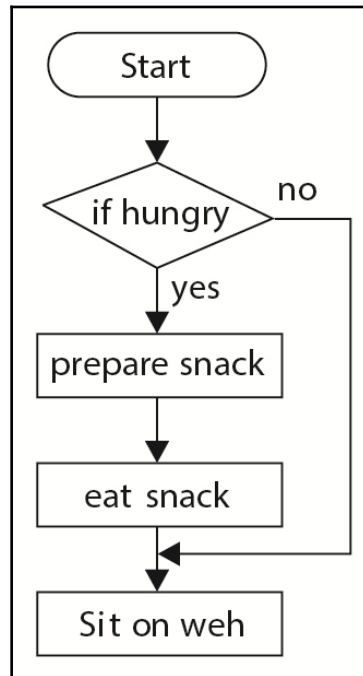 Start
if hungry
no
yes
prepare snack
eat snack
Sit on weh